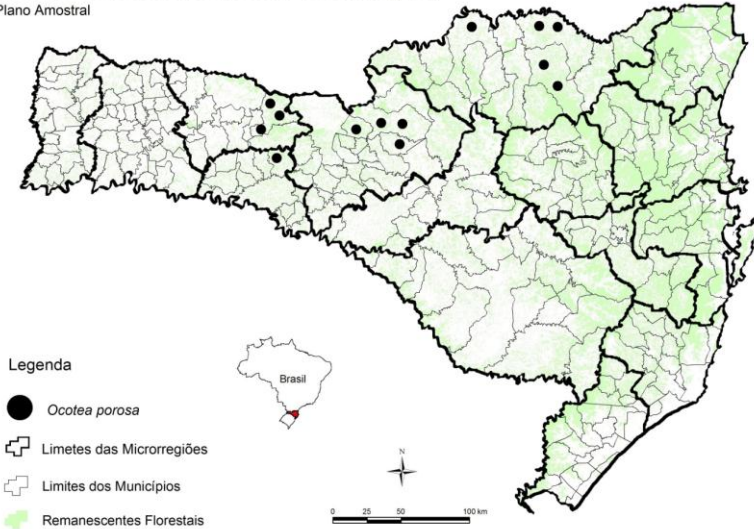 Plano Amostral
Legenda
Brasil
Ocotea porosa
Limetes das Microrregiões
Limites dos Municípios
Remanescentes Florestais
N
0 25 50 100 km